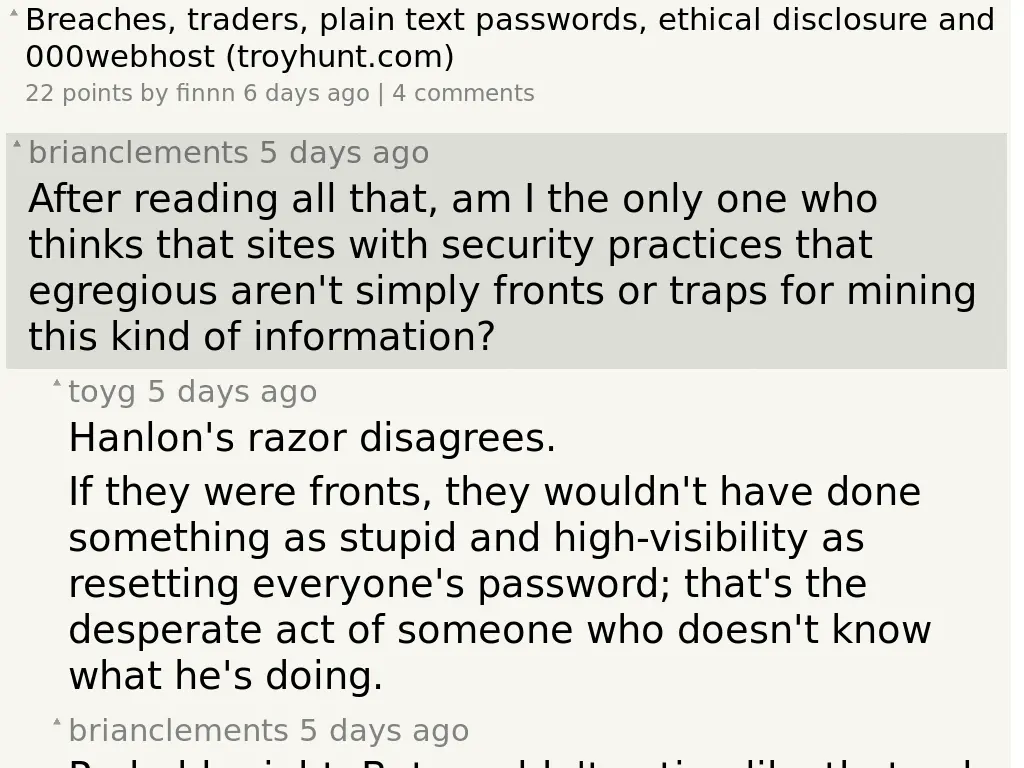 Breaches, traders, plain text passwords, ethical disclosure and
000webhost (troyhunt.com)
22 points by finnn 6 days ago | 4 comments
brianclements 5 days ago
After reading all that, am I the only one who
thinks that sites with security practices that
egregious aren't simply fronts or traps for mining
this kind of information?
toyg 5 days ago
Hanlon's razor disagrees.
If they were fronts, they wouldn't have done
something as stupid and high-visibility as
resetting everyone's password; that's the
desperate act of someone who doesn't know
what he's doing.
brianclements 5 days ago